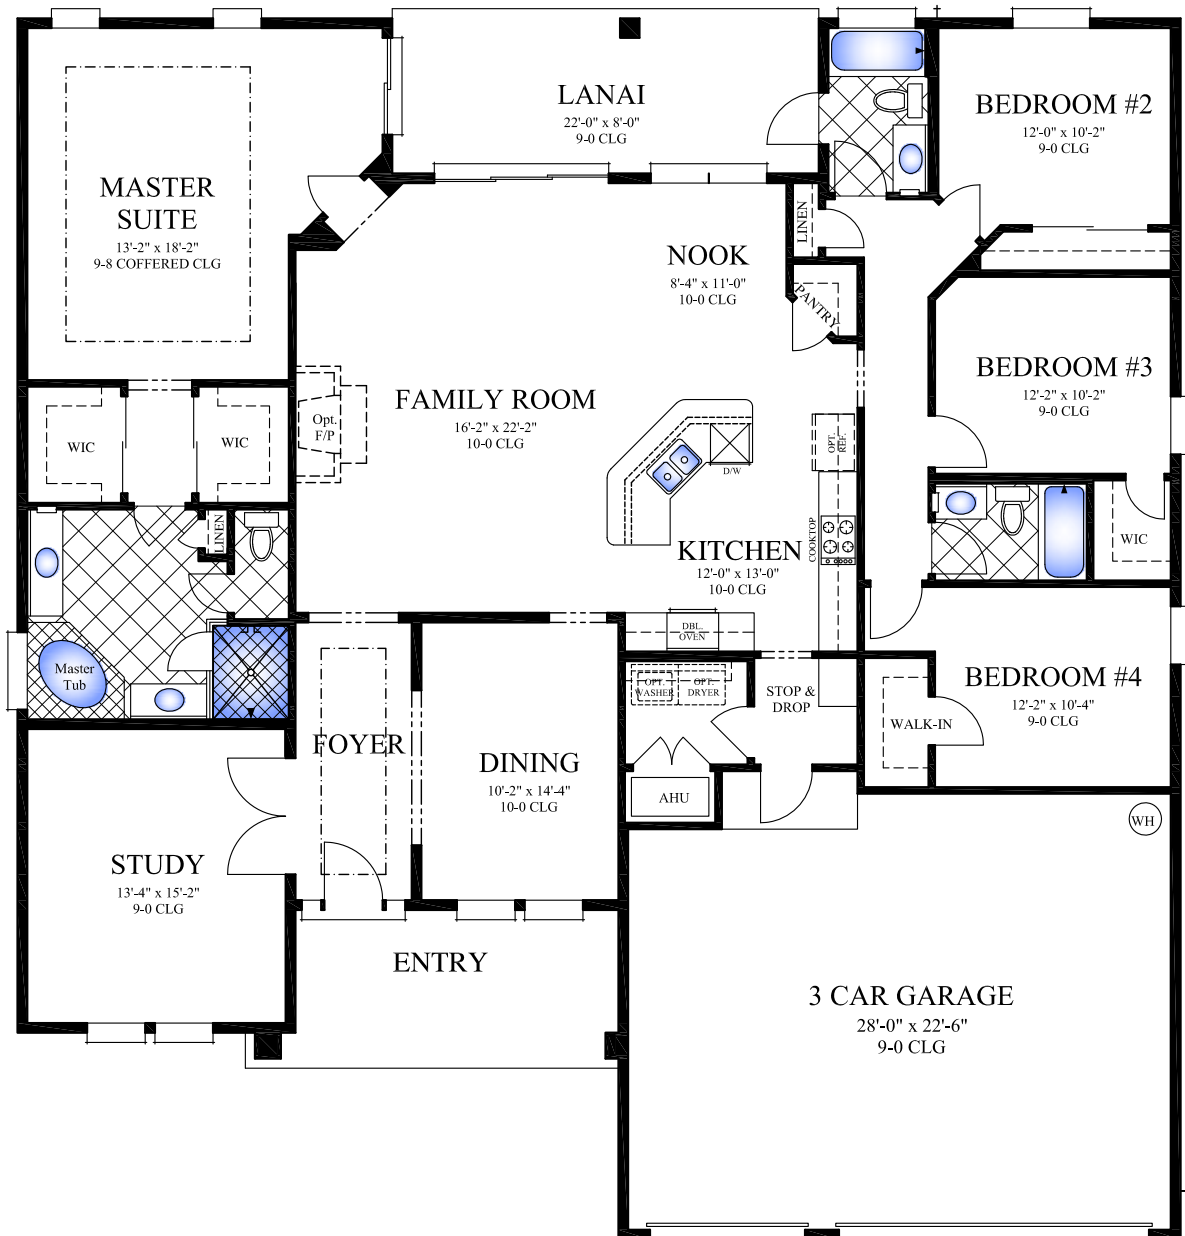 LANAI
22'-0" x 8'-0"
9-0 CLG
BEDROOM #2
12'-0" x 10'-2"
9-0 CLG
MASTER
SUITE
13'-2" x 18'-2"
9-8 COFFERED CLG
LINEN
NOOK
8'-4" x 11'-0"
10-0 CLG
PANTRY
BEDROOM #3
12'-2" x 10'-2"
9-0 CLG
FAMILY ROOM
16'-2" x 22'-2"
10-0 CLG
Opt.
F/P
WIC
WIC
OPT.
REF.
D/W
LINEN
COOKTOP
WIC
KITCHEN
12'-0" x 13'-0"
10-0 CLG
DBL.
OVEN
Master
Tub
OPT.
WASHER
OPT.
DRYER
STOP &
DROP
BEDROOM #4
12'-2" x 10'-4"
9-0 CLG
WALK-IN
FOYER
DINING
10'-2" x 14'-4"
10-0 CLG
AHU
WH
STUDY
13'-4" x 15'-2"
9-0 CLG
ENTRY
3 CAR GARAGE
28'-0" x 22'-6"
9-0 CLG